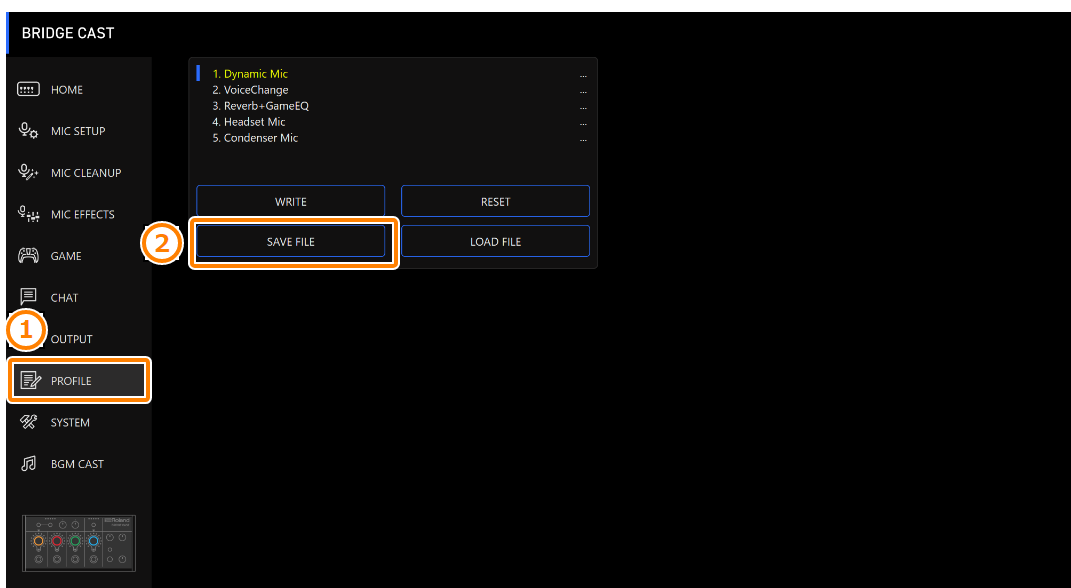 BRIDGE CAST
HOME
MIC SETUP
MIC CLEANUP
MIC EFFECTS
GAME
CHAT
1
OUTPUT
PROFILE
SYSTEM
BGM CAST
Roland
1. Dynamic Mic ...
2. VoiceChange ...
3. Reverb+GameEQ ...
4. Headset Mic ...
5. Condenser Mic ...
WRITE
RESET
2
SAVE FILE
LOAD FILE